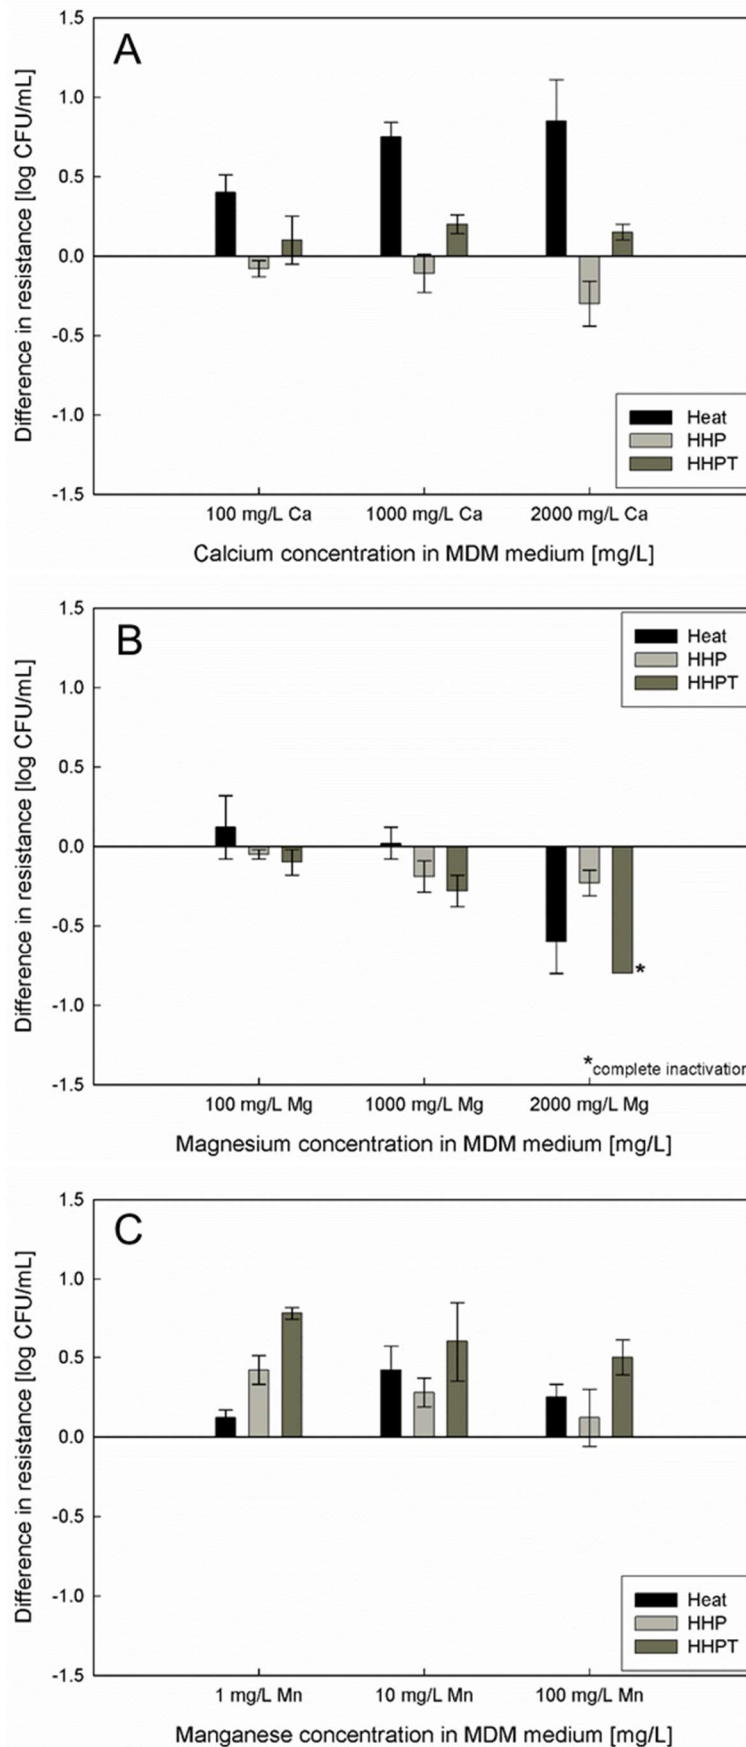 A
Difference in resistance [log CFU/mL]
1.5
1.0
0.5
0.0
-0.5
-1.0
-1.5
Heat
HHP
HHPT
100 mg/L Ca 1000 mg/L Ca 2000 mg/L Ca
Calcium concentration in MDM medium [mg/L]
B
Difference in resistance [log CFU/mL]
1.5
1.0
0.5
0.0
-0.5
-1.0
-1.5
Heat
HHP
HHPT
*
*complete inactivation
100 mg/L Mg 1000 mg/L Mg 2000 mg/L Mg
Magnesium concentration in MDM medium [mg/L]
C
Difference in resistance [log CFU/mL]
1.5
1.0
0.5
0.0
-0.5
-1.0
-1.5
Heat
HHP
HHPT
1 mg/L Mn 10 mg/L Mn 100 mg/L Mn
Manganese concentration in MDM medium [mg/L]